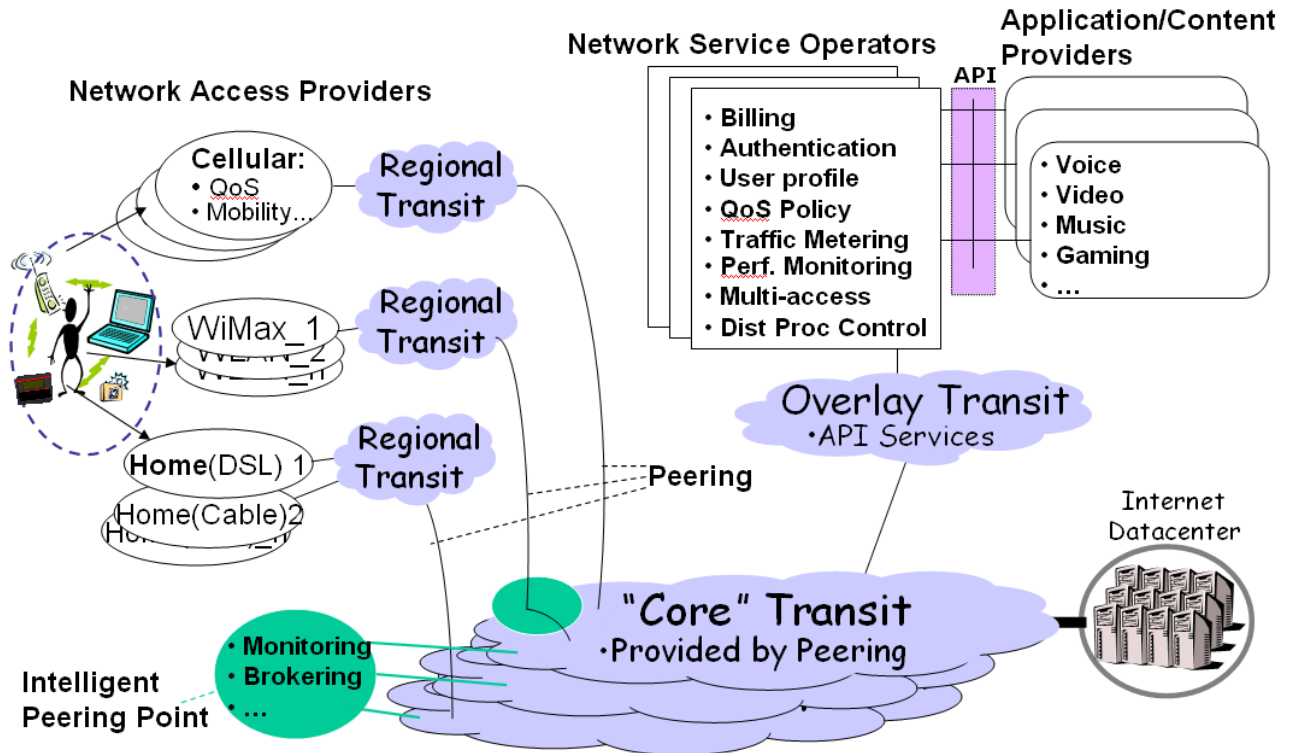 Network Access Providers
Network Service Operators
Application/Content
Providers
API
Cellular:
• QoS
• Mobility...
Regional
Transit
• Billing
• Authentication
• User profile
• QoS Policy
• Traffic Metering
• Perf. Monitoring
• Multi-access
• Dist Proc Control
• Voice
• Video
• Music
• Gaming
• ...
WiMax_1
Regional
Transit
Overlay Transit
•API Services
Home(DSL) 1
Home(Cable)2
Regional
Transit
Peering
Internet
Datacenter
"Core" Transit
•Provided by Peering
• Monitoring
• Brokering
• ...
Intelligent
Peering Point